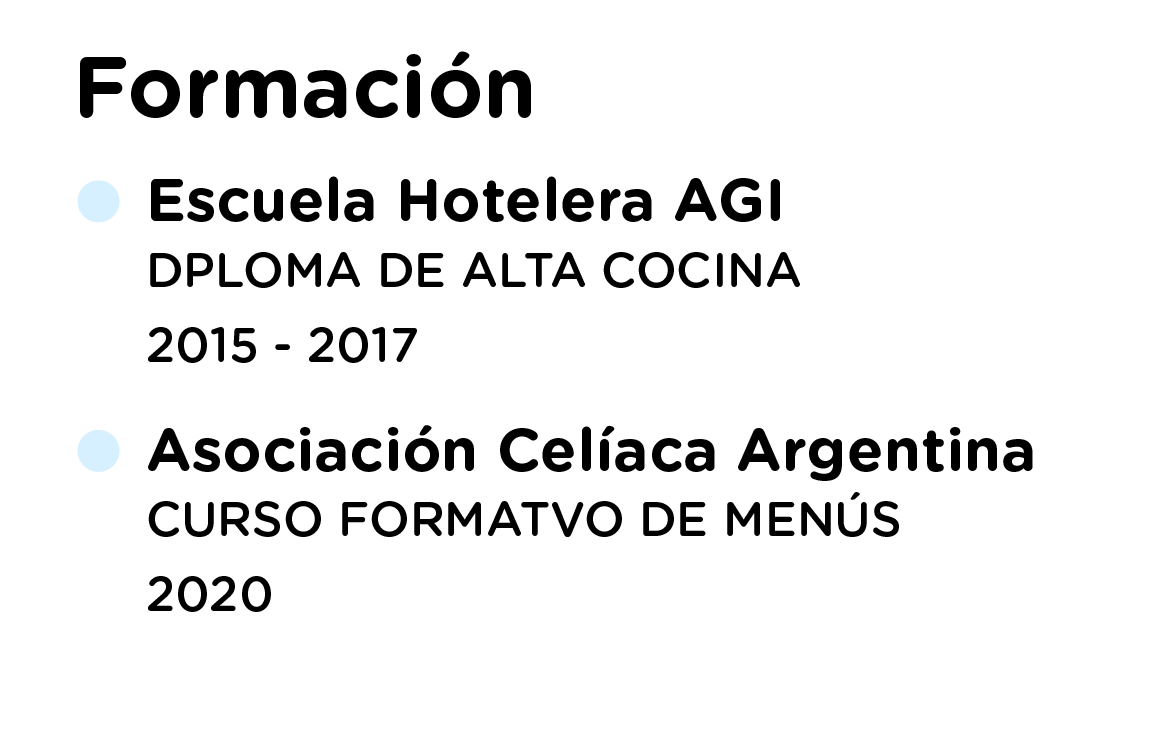 Formación
Escuela Hotelera AGI
DPLOMA DE ALTA COCINA
2015 - 2017
Asociación Celíaca Argentina
CURSO FORMATVO DE MENÚS
2020